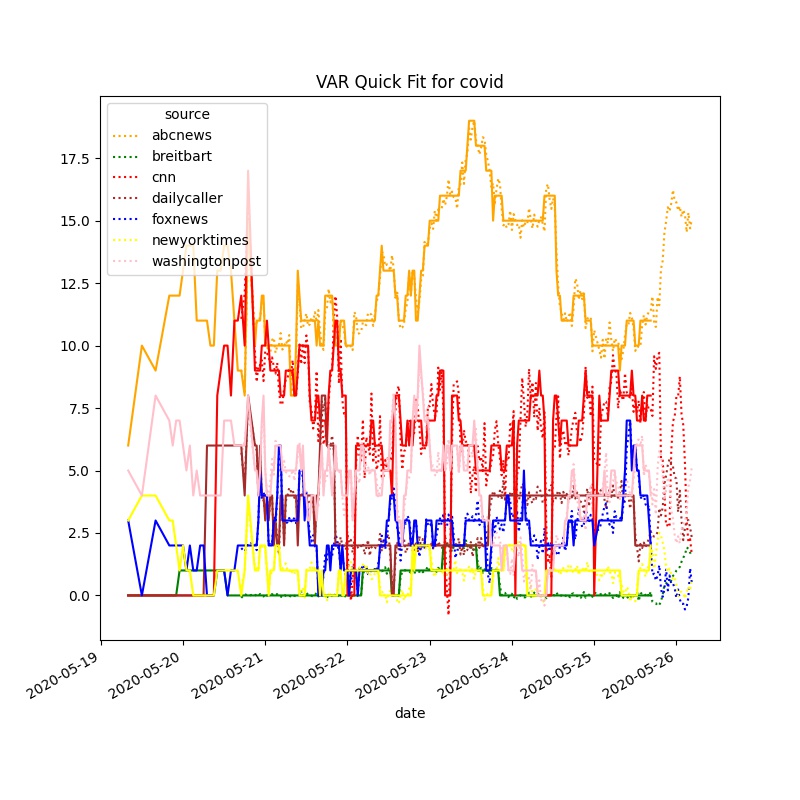 VAR Quick Fit for covid
source
abcnews
breitbart
cnn
dailycaller
foxnews
newyorktimes
washingtonpost
17.5
15.0
12.5
10.0
7.5
5.0
2.5
0.0
2020-05-19
2020-05-20
2020-05-21
2020-05-22
2020-05-23
2020-05-24
2020-05-25
2020-05-26
date